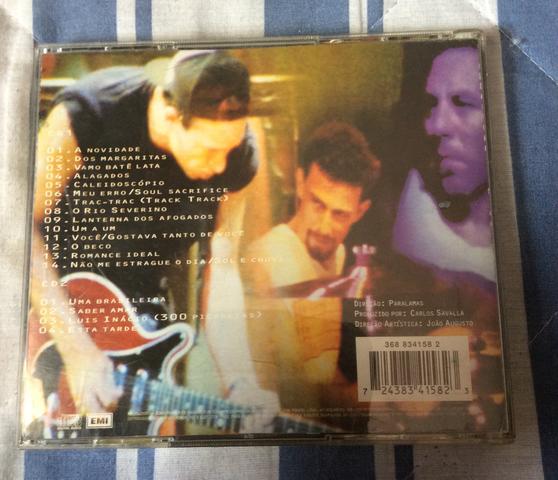 CD1
01. A NOVIDADE
02. DOS MARGARITAS
03. VAMO BATÊ LATA
04. ALAGADOS
05. CALEIDOSCÓPIO
06. MEU ERRO/SOUL SACRIFICE
07. TRAC-TRAC (TRACK TRACK)
08. O RIO SEVERINO
09. LANTERNA DOS AFOGADOS
10. UM A UM
11. VOCÊ/GOSTAVA TANTO DE VOCÊ
12. O BECO
13. ROMANCE IDEAL
14. NÃO ME ESTRAGUE O DIA/SOL E CHUVA
CD2
01. UMA BRASILEIRA
02. SABER AMAR
03. LUIS INÁCIO (300 PICARETAS)
04. ESTA TARDE
DIREÇÃO: PARALAMAS
PRODUZIDO POR: CARLOS SAVALLA
DIREÇÃO ARTÍSTICA: JOÃO AUGUSTO
368 834158 2
7 24383 41582 3
EMI